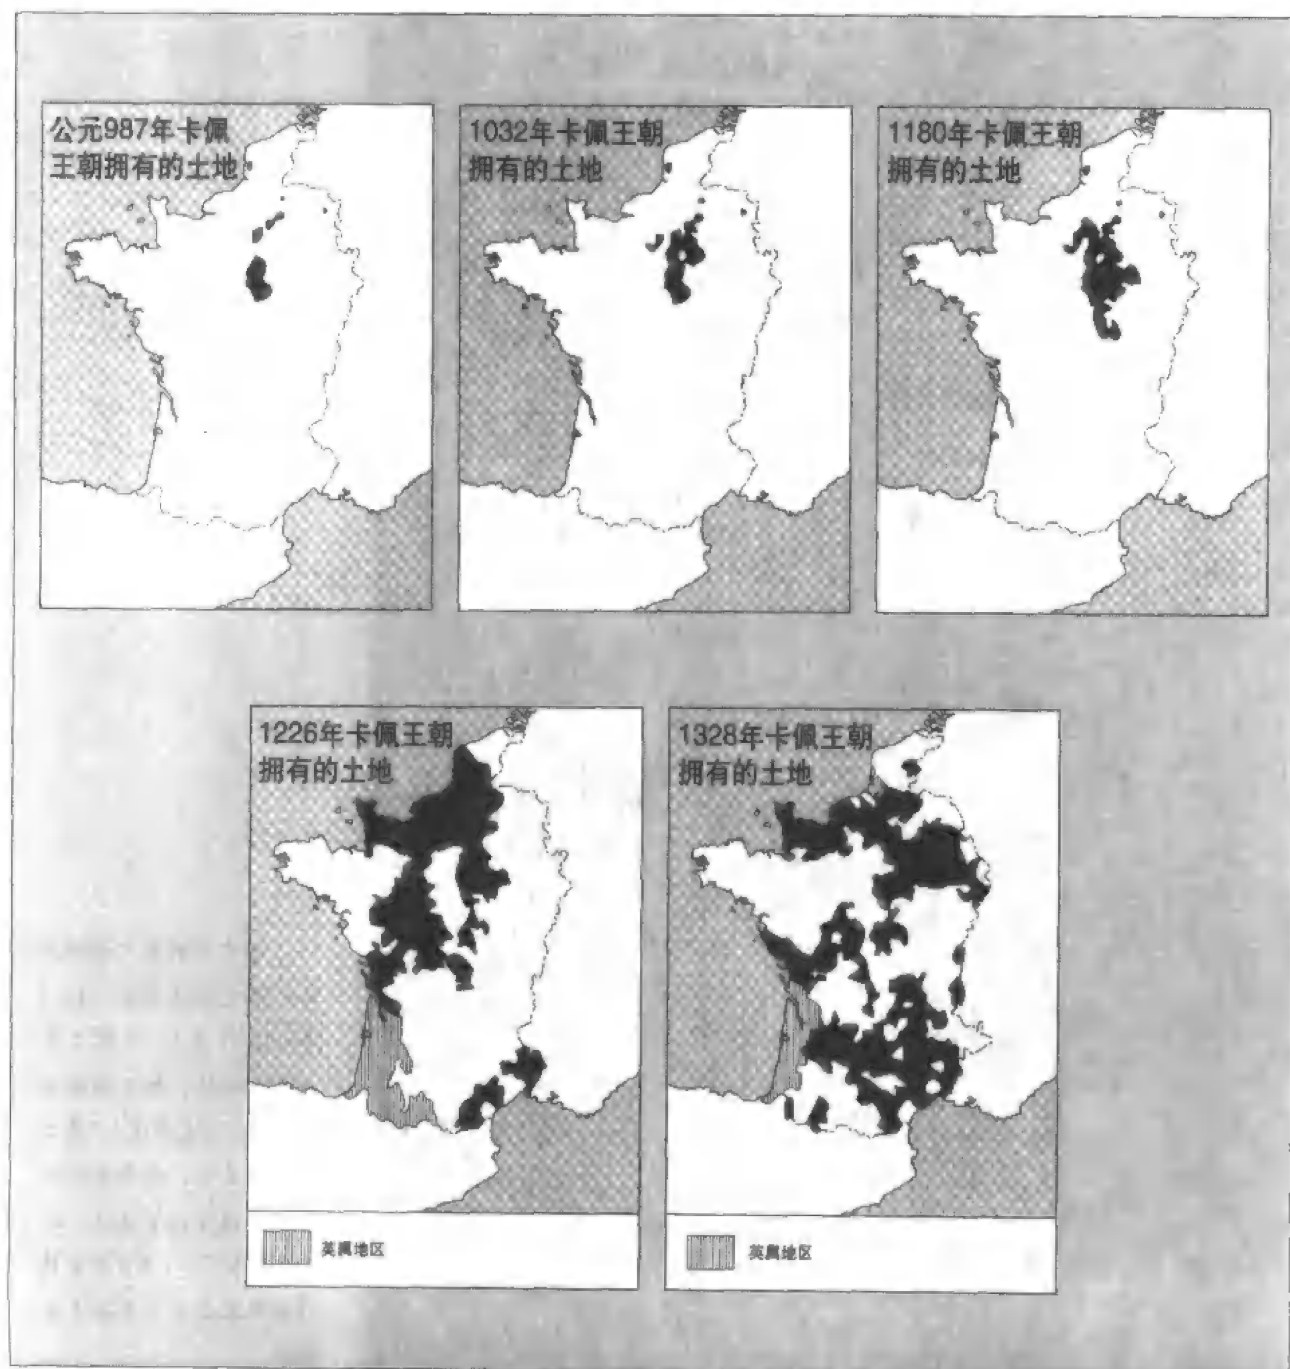 公元987年卡佩
王朝拥有的土地
1032年卡佩王朝
拥有的土地
1180年卡佩王朝
拥有的土地
1226年卡佩王朝
拥有的土地
1328年卡佩王朝
拥有的土地
英属地区
英属地区